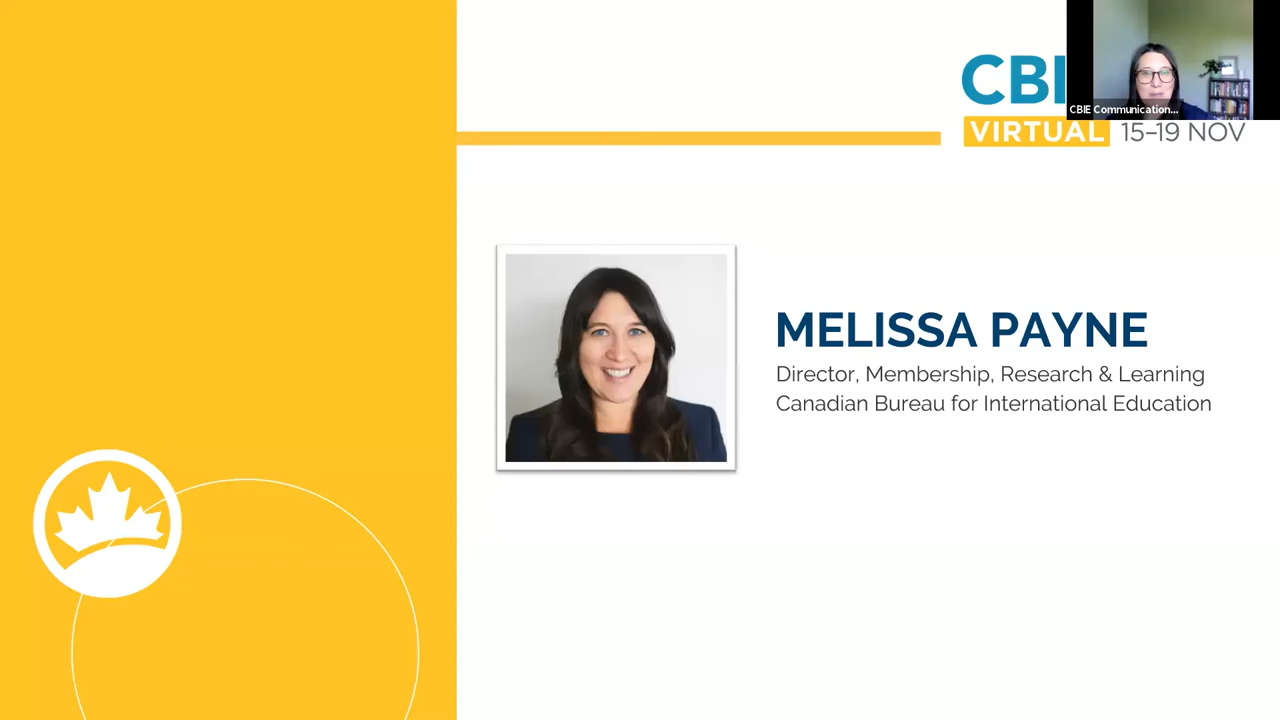 CBI
CBIE Communication...
VIRTUAL 15–19 NOV
MELISSA PAYNE
Director, Membership, Research & Learning
Canadian Bureau for International Education